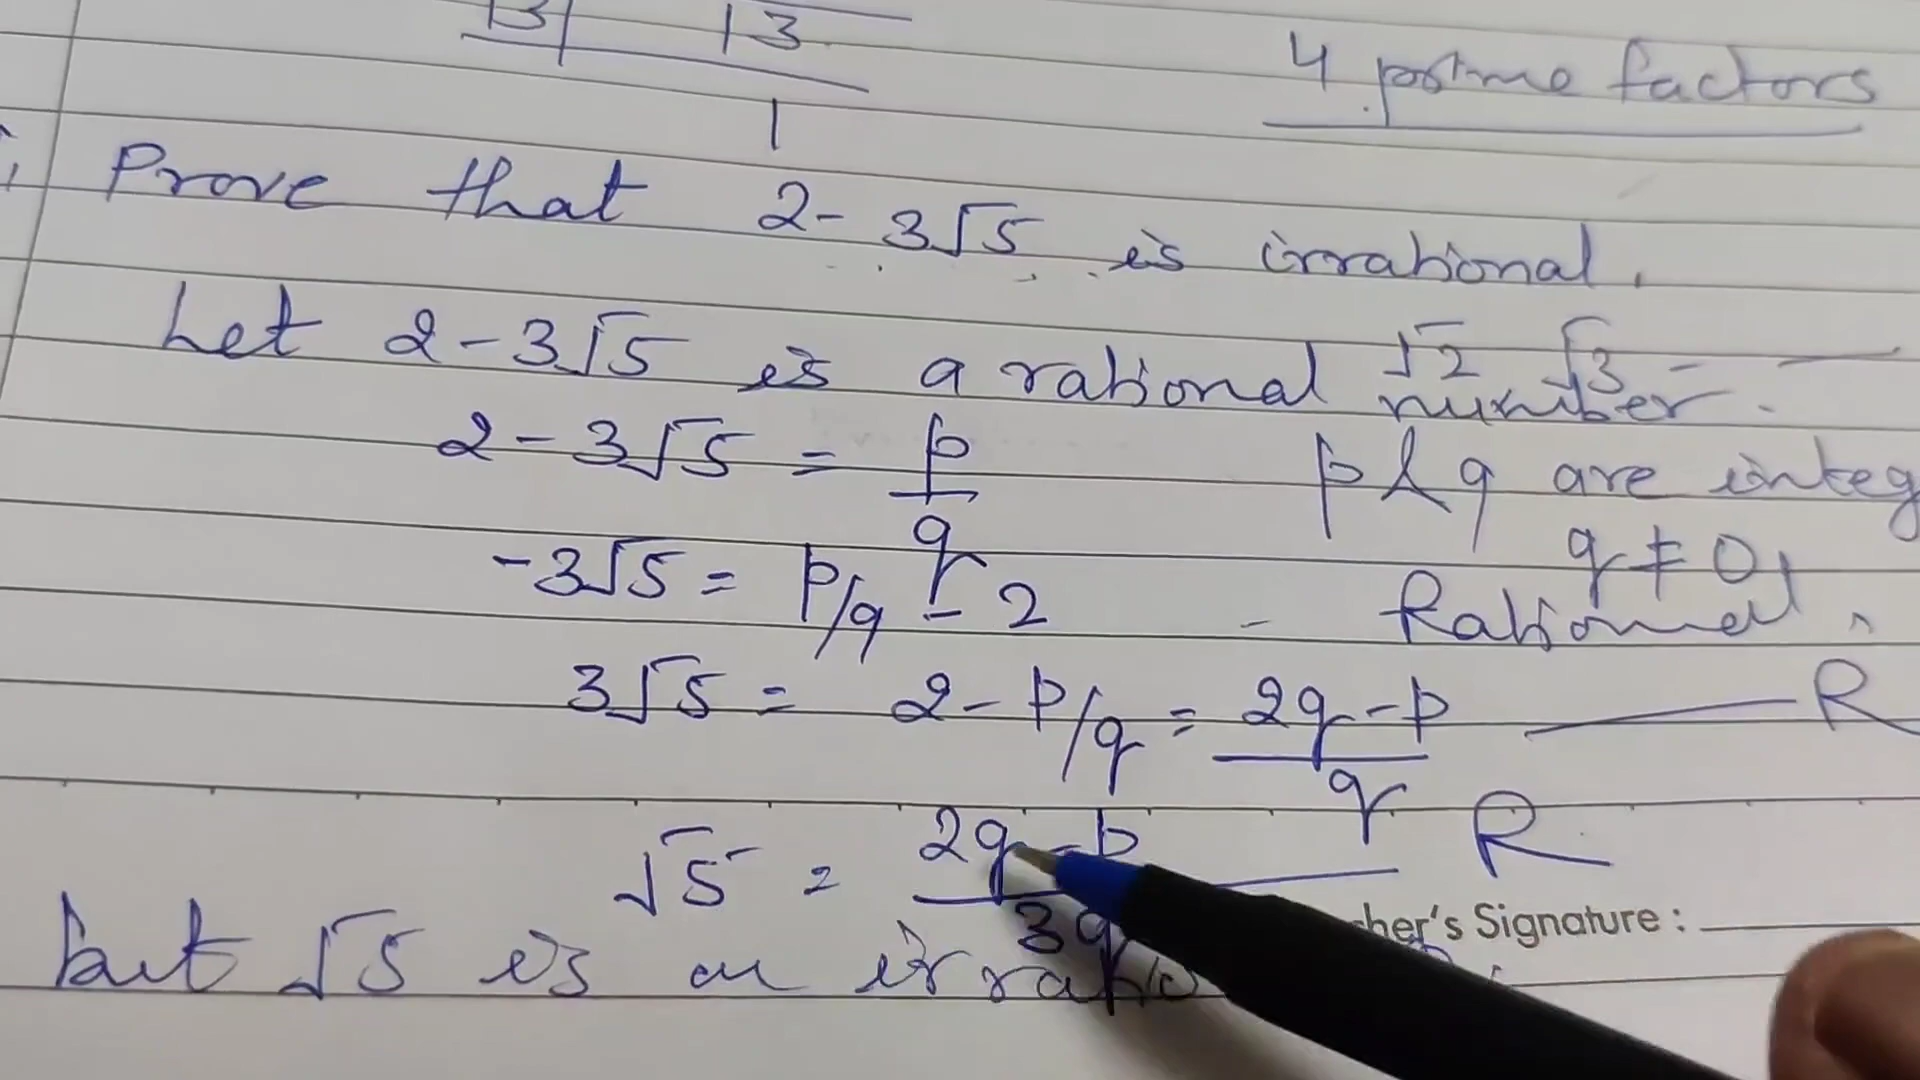 13 | 13
4 prime factors
1
Prove that 2 - 3√5 is irrational.
Let 2 - 3√5 is a rational number.
√2 √3 - —
2 - 3√5 = p/q
p & q are integ
q ≠ 0,
-3√5 = p/q - 2 - Rational.
3√5 = 2 - p/q = 2q-p/q — R
√5 = 2q-p/3q — R
her's Signature :
but √5 is an